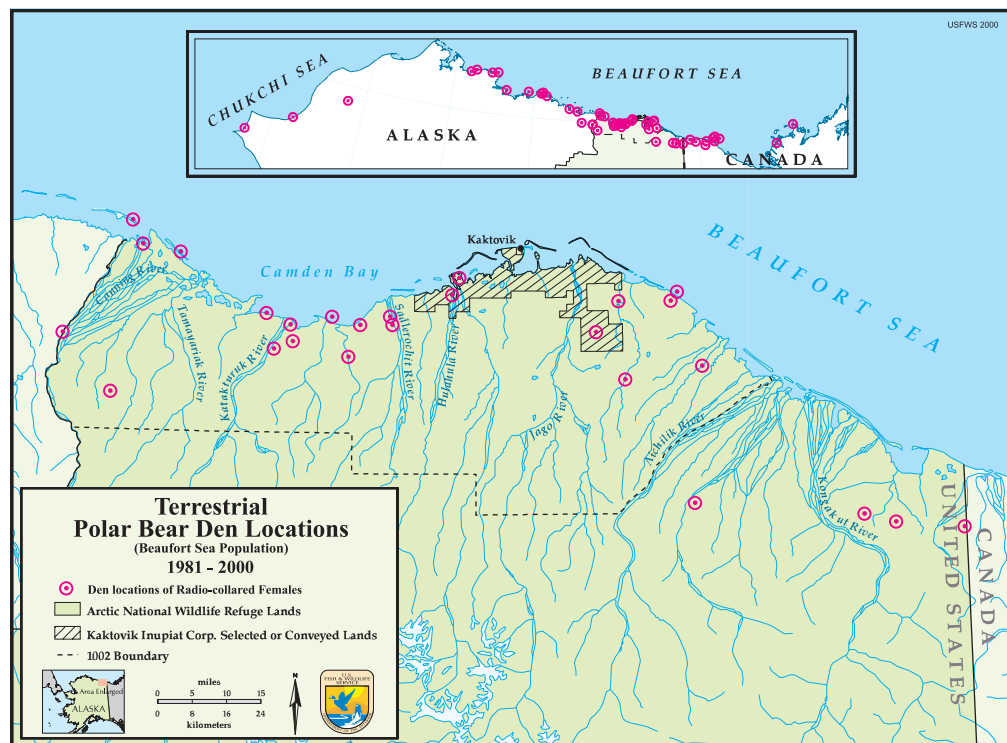 USFWS 2000
CHUKCHI SEA
BEAUFORT SEA
ALASKA
CANADA
Kaktovik
BEAUFORT SEA
Camden Bay
Canning River
Tamayariak River
Katakturuk River
Sadlerochit River
Hulahula River
Jago River
Aichilik River
Kongakut River
UNITED STATES
CANADA
Terrestrial
Polar Bear Den Locations
(Beaufort Sea Population)
1981 - 2000
Den locations of Radio-collared Females
Arctic National Wildlife Refuge Lands
Kaktovik Inupiat Corp. Selected or Conveyed Lands
1002 Boundary
Area Enlarged
ALASKA
miles
0 5 10 15
0 8 16 24
kilometers
N
U.S.
FISH & WILDLIFE
SERVICE